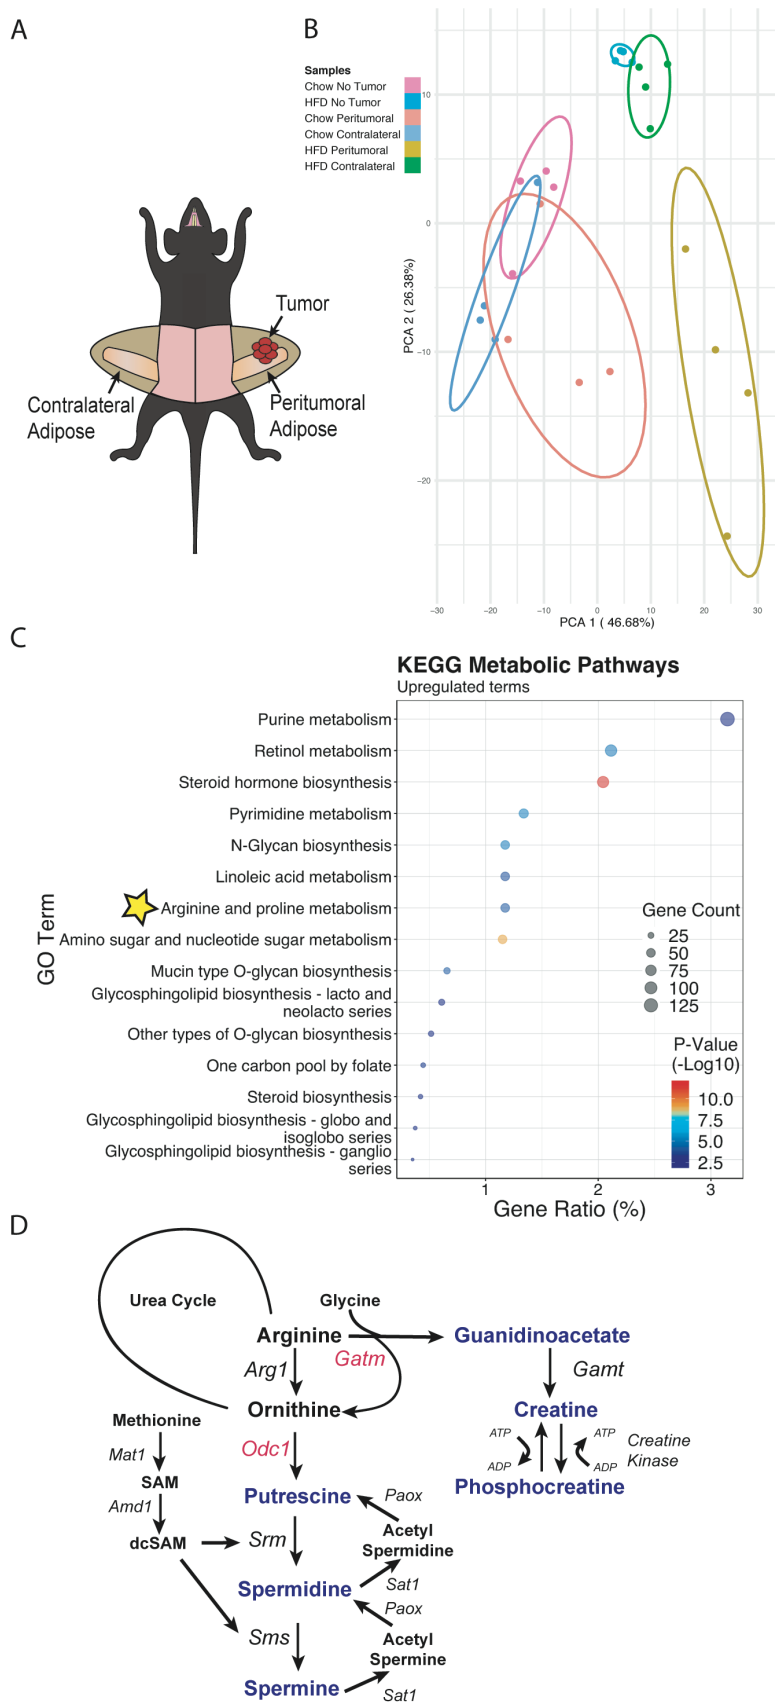 A
Tumor
Contralateral
Adipose
Peritumoral
Adipose
B
Samples
Chow No Tumor
HFD No Tumor
Chow Peritumoral
Chow Contralateral
HFD Peritumoral
HFD Contralateral
10
0
−10
−20
PCA 2 ( 26.38%)
−30
−20
−10
0
10
20
30
PCA 1 ( 46.68%)
C
KEGG Metabolic Pathways
Upregulated terms
GO Term
Purine metabolism
Retinol metabolism
Steroid hormone biosynthesis
Pyrimidine metabolism
N-Glycan biosynthesis
Linoleic acid metabolism
Arginine and proline metabolism
Amino sugar and nucleotide sugar metabolism
Mucin type O-glycan biosynthesis
Glycosphingolipid biosynthesis - lacto and
neolacto series
Other types of O-glycan biosynthesis
One carbon pool by folate
Steroid biosynthesis
Glycosphingolipid biosynthesis - globo and
isoglobo series
Glycosphingolipid biosynthesis - ganglio
series
Gene Count
25
50
75
100
125
P-Value
(-Log10)
10.0
7.5
5.0
2.5
1
2
3
Gene Ratio (%)
D
Urea Cycle
Glycine
Arginine
Gatm
Guanidinoacetate
Arg1
Gamt
Ornithine
Creatine
Methionine
Mat1
Odc1
ATP
ADP
ATP
ADP
Creatine
Kinase
SAM
Putrescine
Paox
Phosphocreatine
Amd1
dcSAM
Srm
Acetyl
Spermidine
Spermidine
Sat1
Paox
Sms
Acetyl
Spermine
Spermine
Sat1